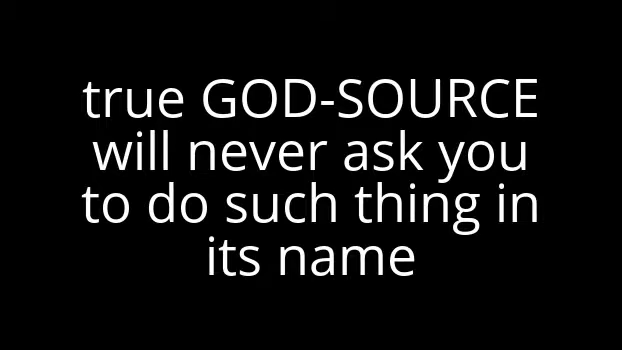 true GOD-SOURCE
will never ask you
to do such thing in
its name